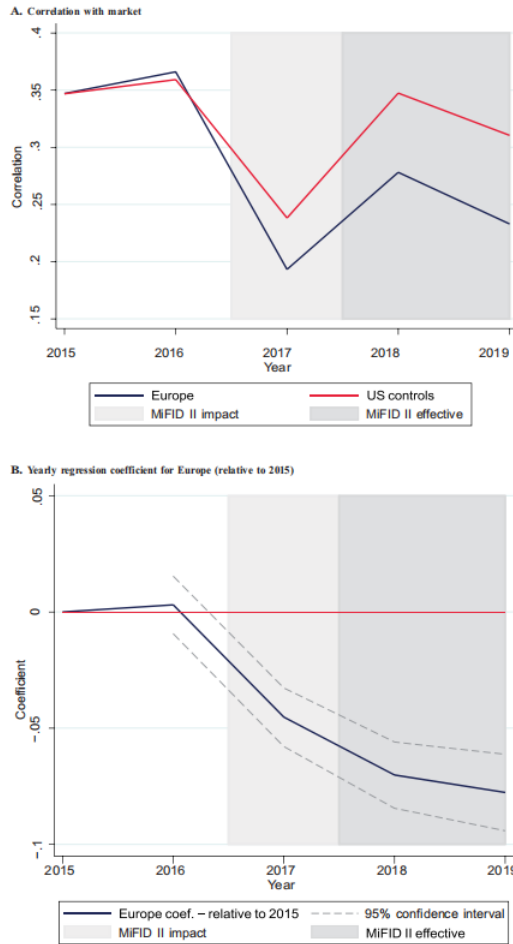 A. Corrdation with market
.4
.35
.3
.25
.2
.15
Correlation
2015 2016 2017 2018 2019
Year
Europe US controls
MiFID II impact MiFID II effective
B. Yearly regression coefficient for Europe (relative to 2015)
.05
0
-.05
-.1
Coefficient
2015 2016 2017 2018 2019
Year
Europe coef. – relative to 2015 95% confidence interval
MiFID II impact MiFID II effective